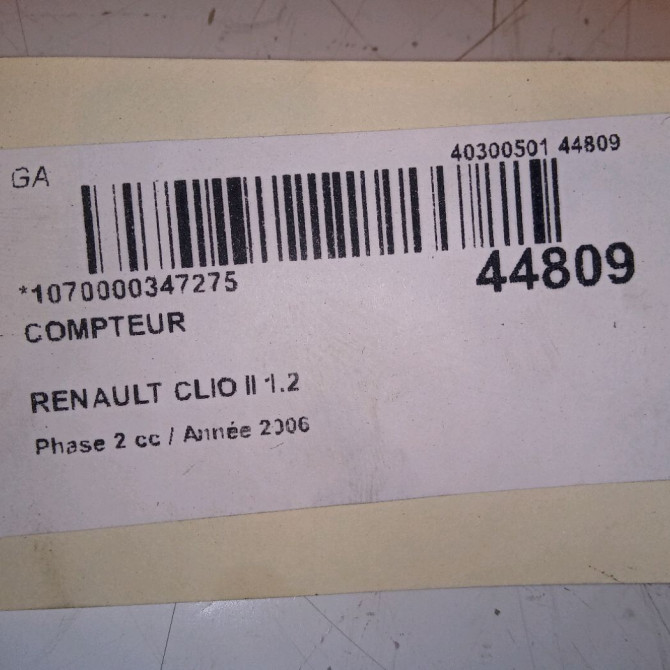 GA
40300501 44809
*1070000347275
44809
COMPTEUR
RENAULT CLIO II 1.2
Phase 2 cc / Année 2006